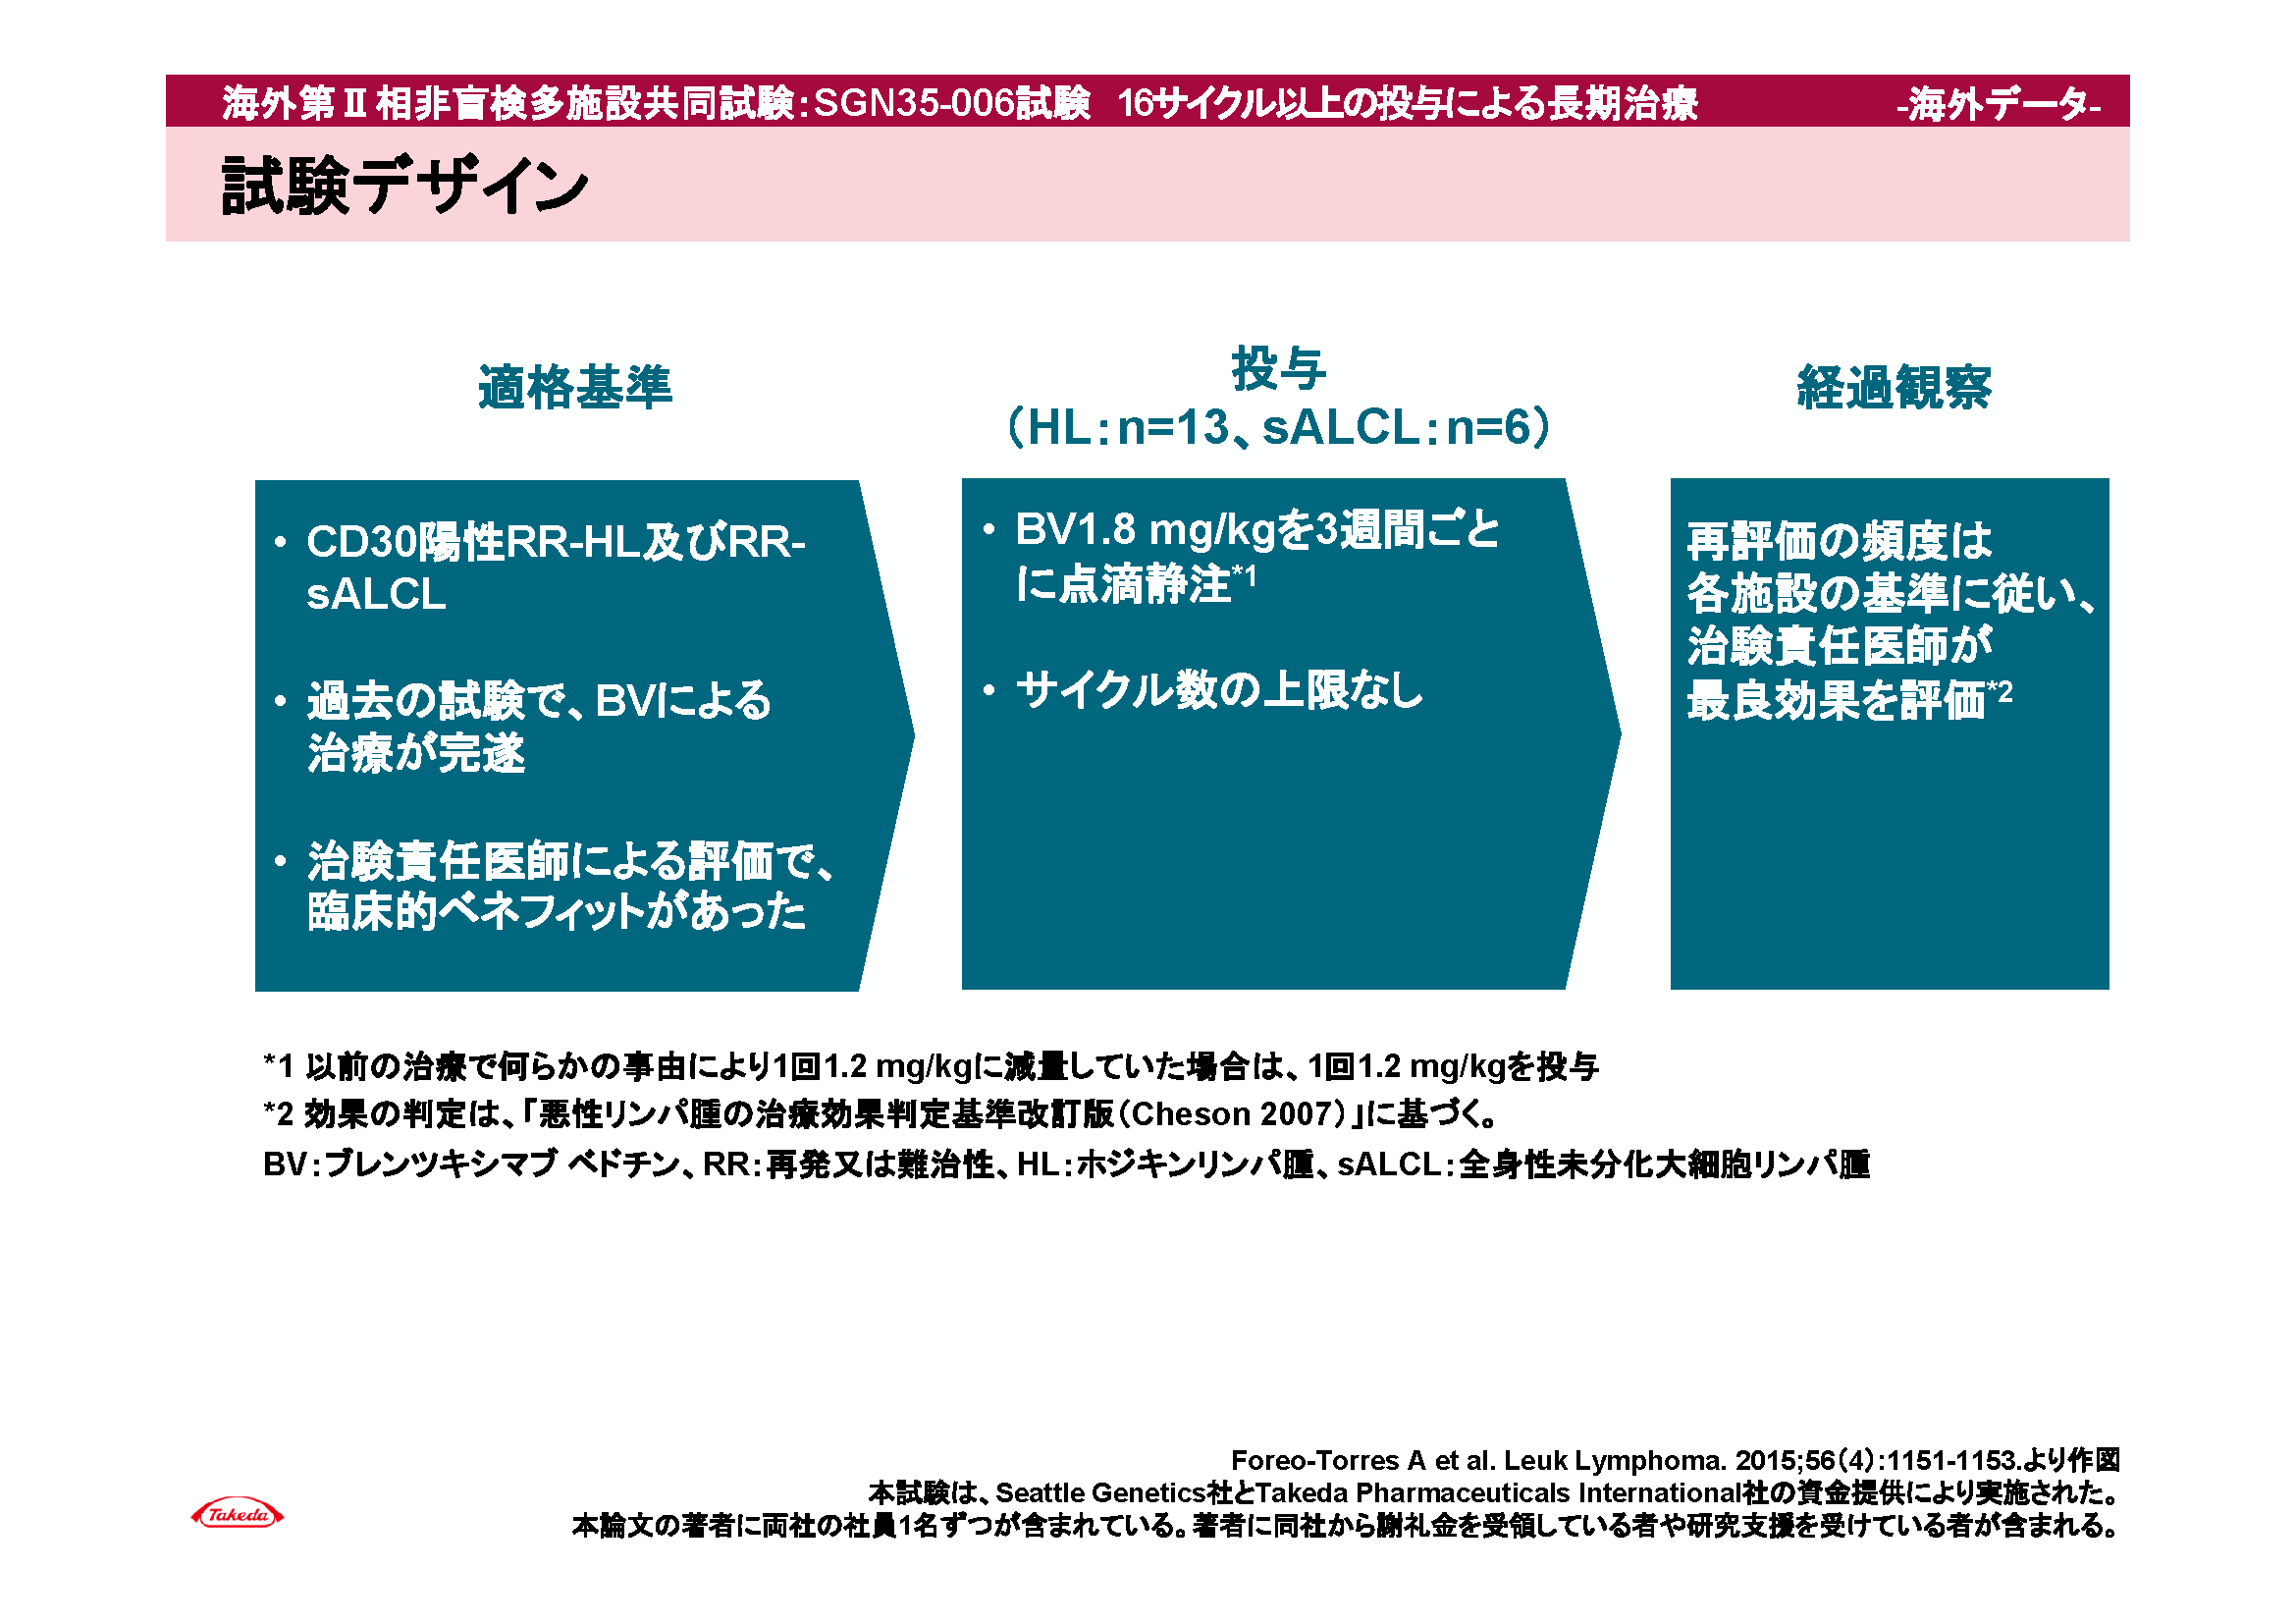 海外第Ⅱ相非盲検多施設共同試験：SGN35-006試験　16サイクル以上の投与による長期治療　-海外データ-
試験デザイン
適格基準
• CD30陽性RR-HL及びRR-
sALCL
• 過去の試験で、BVによる
治療が完遂
• 治験責任医師による評価で、
臨床的ベネフィットがあった
投与
（HL：n=13、sALCL：n=6）
• BV1.8 mg/kgを3週間ごと
に点滴静注*1
• サイクル数の上限なし
経過観察
再評価の頻度は
各施設の基準に従い、
治験責任医師が
最良効果を評価*2
*1 以前の治療で何らかの事由により1回1.2 mg/kgに減量していた場合は、1回1.2 mg/kgを投与
*2 効果の判定は、「悪性リンパ腫の治療効果判定基準改訂版（Cheson 2007）」に基づく。
BV：ブレンツキシマブ ベドチン、RR：再発又は難治性、HL：ホジキンリンパ腫、sALCL：全身性未分化大細胞リンパ腫
Foreo-Torres A et al. Leuk Lymphoma. 2015;56（4）:1151-1153.より作図
本試験は、Seattle Genetics社とTakeda Pharmaceuticals International社の資金提供により実施された。
本論文の著者に両社の社員1名ずつが含まれている。著者に同社から謝礼金を受領している者や研究支援を受けている者が含まれる。
Takeda